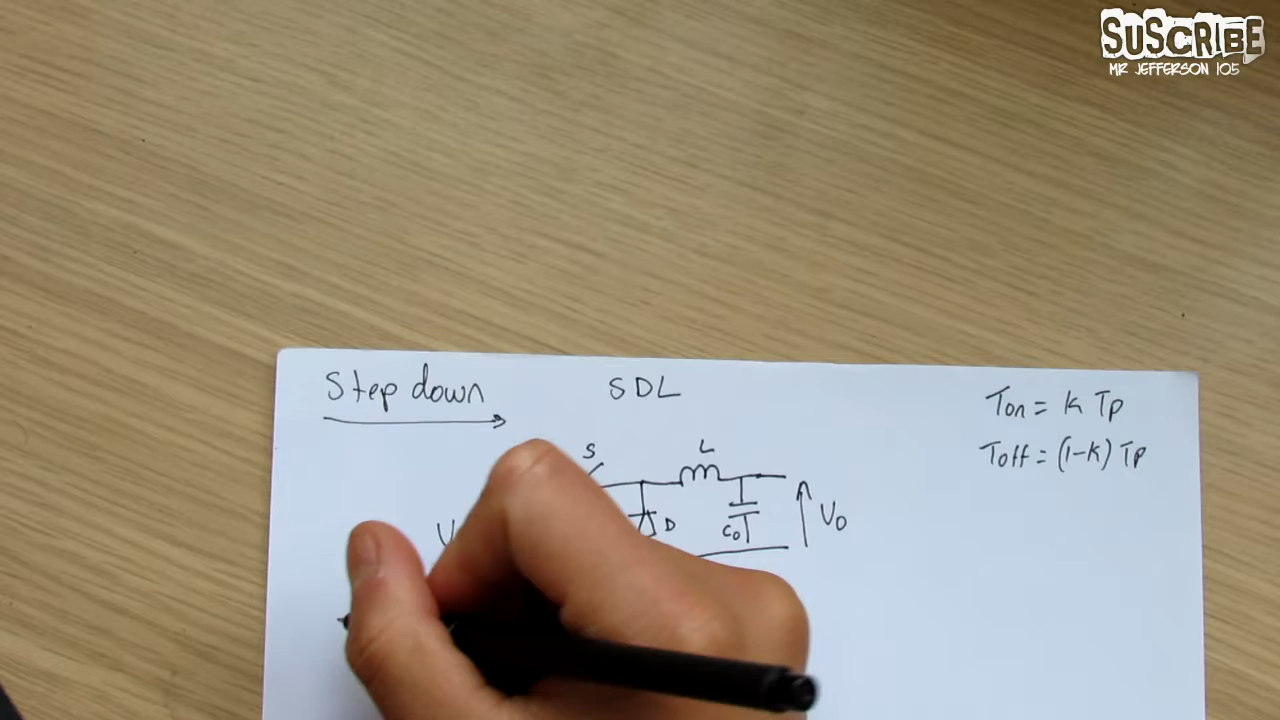 SUSCRIBE
MR JEFFERSON 105
Step down
SDL
Ton = K Tp
Toff = (1-K) Tp
S
L
V
D
Co
Vo